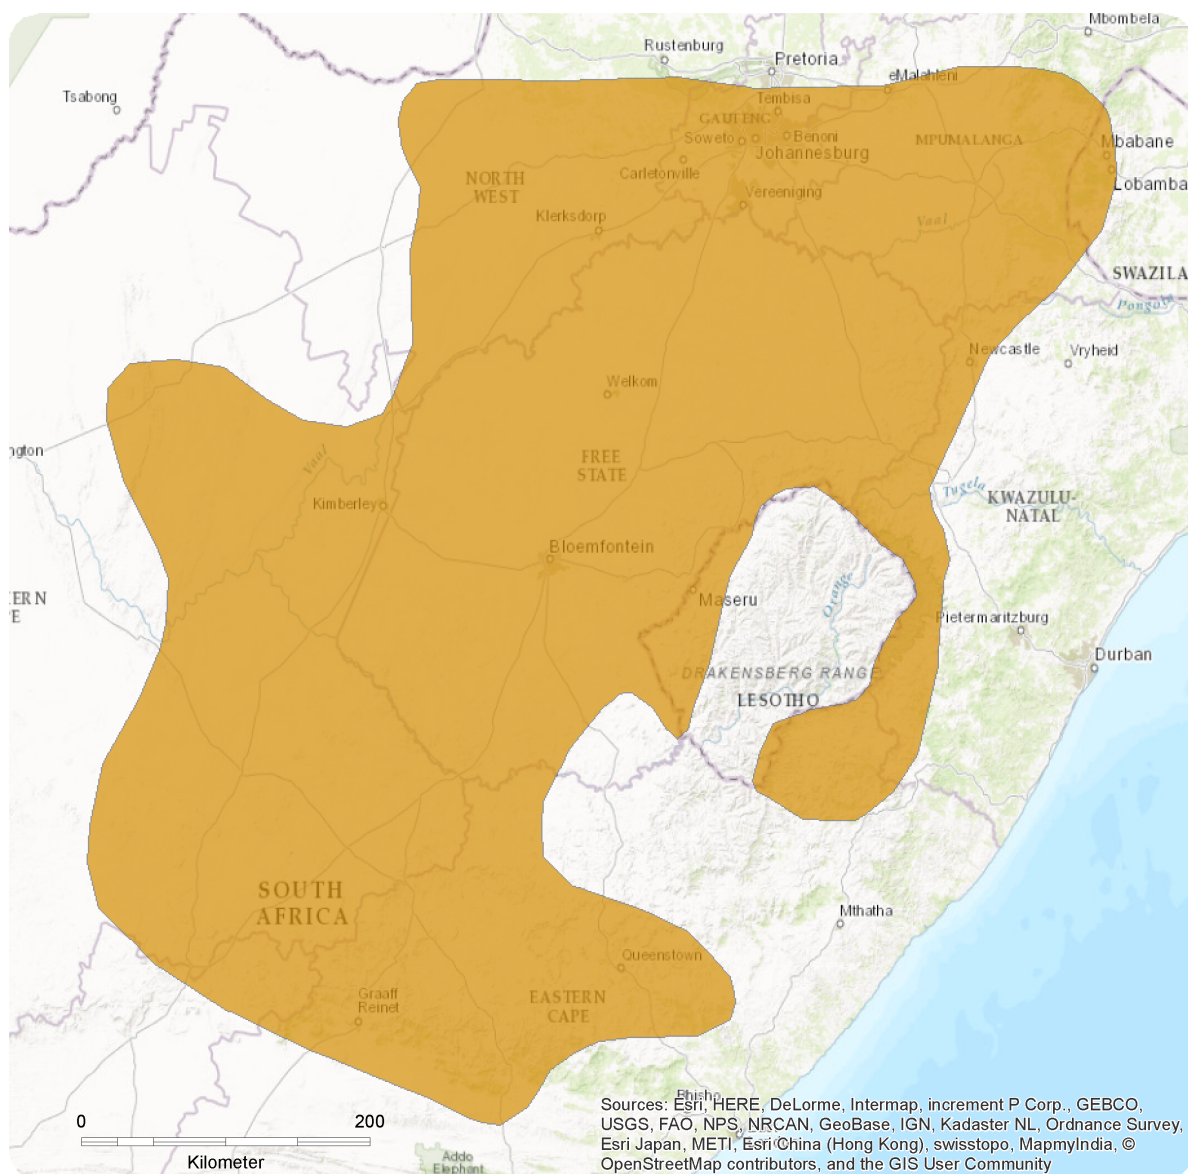 Mbombela
Rustenburg
Pretoria
eMalahleni
Tsabong
Tembisa
GAUTENG
Soweto
Benoni
MPUMALANGA
Mbabane
Johannesburg
Carletonville
NORTH
WEST
Lobamba
Vereeniging
Klerksdorp
Vaal
SWAZILA
Pongola
Newcastle
Vryheid
Welkom
ngton
Vaal
FREE
STATE
Tugela
KWAZULU-
NATAL
Kimberley
Bloemfontein
Orange
ERN
E
Maseru
Pietermaritzburg
Durban
DRAKENSBERG RANGE
LESOTHO
SOUTH
AFRICA
Mthatha
Queenstown
Graaff
Reinet
EASTERN
CAPE
Bhisho
0 200
Kilometer
Addo
Elephant
Sources: Esri, HERE, DeLorme, Intermap, increment P Corp., GEBCO,
USGS, FAO, NPS, NRCAN, GeoBase, IGN, Kadaster NL, Ordnance Survey,
Esri Japan, METI, Esri China (Hong Kong), swisstopo, MapmyIndia, ©
OpenStreetMap contributors, and the GIS User Community